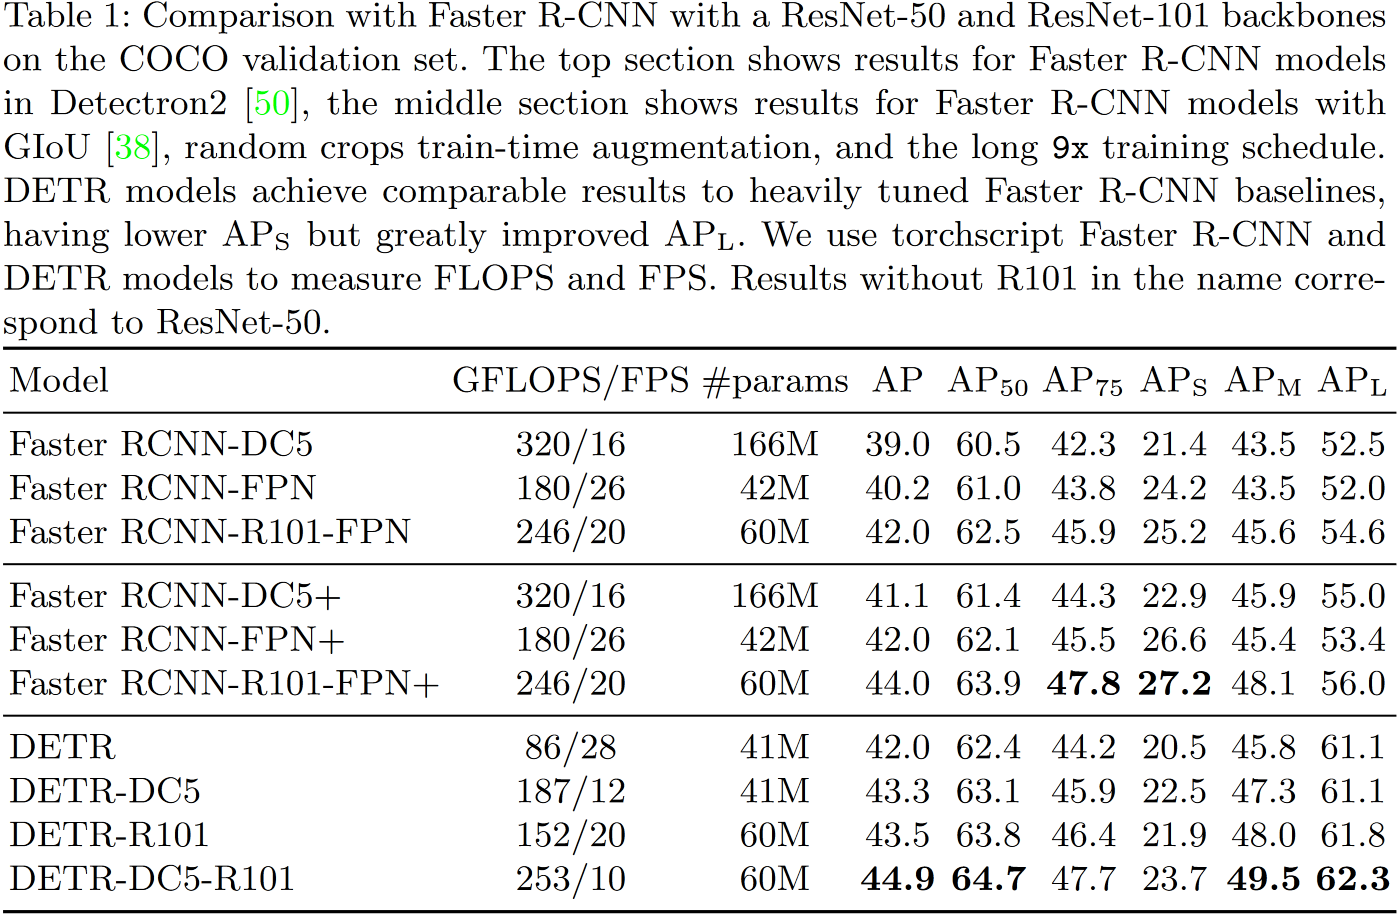 Table 1: Comparison with Faster R-CNN with a ResNet-50 and ResNet-101 backbones
on the COCO validation set. The top section shows results for Faster R-CNN models
in Detectron2 [50], the middle section shows results for Faster R-CNN models with
GIoU [38], random crops train-time augmentation, and the long 9x training schedule.
DETR models achieve comparable results to heavily tuned Faster R-CNN baselines,
having lower APS but greatly improved APL. We use torchscript Faster R-CNN and
DETR models to measure FLOPS and FPS. Results without R101 in the name corre-
spond to ResNet-50.
Model GFLOPS/FPS #params AP AP50 AP75 APS APM APL
Faster RCNN-DC5 320/16 166M 39.0 60.5 42.3 21.4 43.5 52.5
Faster RCNN-FPN 180/26 42M 40.2 61.0 43.8 24.2 43.5 52.0
Faster RCNN-R101-FPN 246/20 60M 42.0 62.5 45.9 25.2 45.6 54.6
Faster RCNN-DC5+ 320/16 166M 41.1 61.4 44.3 22.9 45.9 55.0
Faster RCNN-FPN+ 180/26 42M 42.0 62.1 45.5 26.6 45.4 53.4
Faster RCNN-R101-FPN+ 246/20 60M 44.0 63.9 47.8 27.2 48.1 56.0
DETR 86/28 41M 42.0 62.4 44.2 20.5 45.8 61.1
DETR-DC5 187/12 41M 43.3 63.1 45.9 22.5 47.3 61.1
DETR-R101 152/20 60M 43.5 63.8 46.4 21.9 48.0 61.8
DETR-DC5-R101 253/10 60M 44.9 64.7 47.7 23.7 49.5 62.3